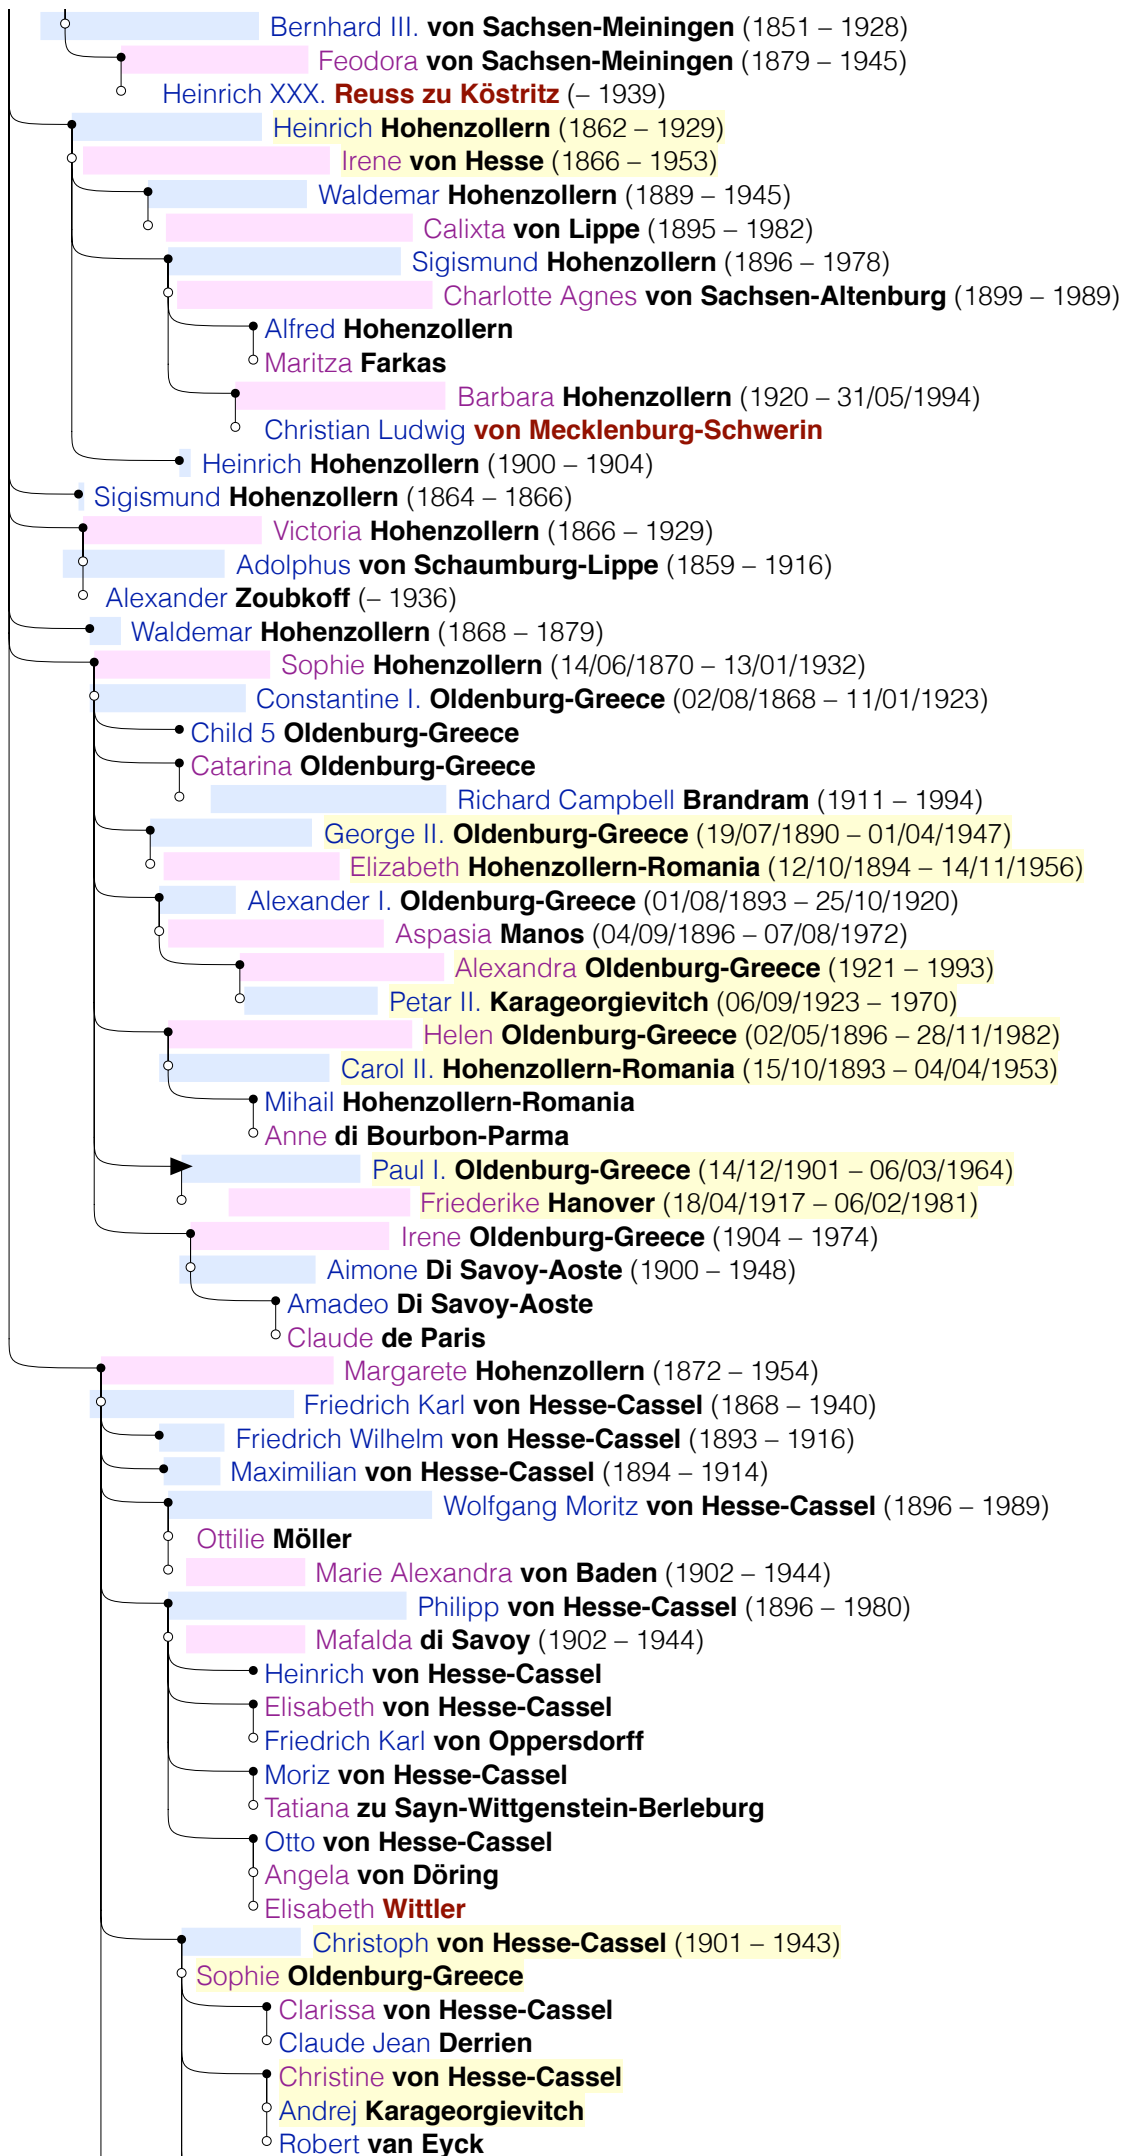 Bernhard III. von Sachsen-Meiningen (1851 – 1928)
Feodora von Sachsen-Meiningen (1879 – 1945)
Heinrich XXX. Reuss zu Köstritz (– 1939)
Heinrich Hohenzollern (1862 – 1929)
Irene von Hesse (1866 – 1953)
Waldemar Hohenzollern (1889 – 1945)
Calixta von Lippe (1895 – 1982)
Sigismund Hohenzollern (1896 – 1978)
Charlotte Agnes von Sachsen-Altenburg (1899 – 1989)
Alfred Hohenzollern
Maritza Farkas
Barbara Hohenzollern (1920 – 31/05/1994)
Christian Ludwig von Mecklenburg-Schwerin
Heinrich Hohenzollern (1900 – 1904)
Sigismund Hohenzollern (1864 – 1866)
Victoria Hohenzollern (1866 – 1929)
Adolphus von Schaumburg-Lippe (1859 – 1916)
Alexander Zoubkoff (– 1936)
Waldemar Hohenzollern (1868 – 1879)
Sophie Hohenzollern (14/06/1870 – 13/01/1932)
Constantine I. Oldenburg-Greece (02/08/1868 – 11/01/1923)
Child 5 Oldenburg-Greece
Catarina Oldenburg-Greece
Richard Campbell Brandram (1911 – 1994)
George II. Oldenburg-Greece (19/07/1890 – 01/04/1947)
Elizabeth Hohenzollern-Romania (12/10/1894 – 14/11/1956)
Alexander I. Oldenburg-Greece (01/08/1893 – 25/10/1920)
Aspasia Manos (04/09/1896 – 07/08/1972)
Alexandra Oldenburg-Greece (1921 – 1993)
Petar II. Karageorgievitch (06/09/1923 – 1970)
Helen Oldenburg-Greece (02/05/1896 – 28/11/1982)
Carol II. Hohenzollern-Romania (15/10/1893 – 04/04/1953)
Mihail Hohenzollern-Romania
Anne di Bourbon-Parma
Paul I. Oldenburg-Greece (14/12/1901 – 06/03/1964)
Friederike Hanover (18/04/1917 – 06/02/1981)
Irene Oldenburg-Greece (1904 – 1974)
Aimone Di Savoy-Aoste (1900 – 1948)
Amadeo Di Savoy-Aoste
Claude de Paris
Margarete Hohenzollern (1872 – 1954)
Friedrich Karl von Hesse-Cassel (1868 – 1940)
Friedrich Wilhelm von Hesse-Cassel (1893 – 1916)
Maximilian von Hesse-Cassel (1894 – 1914)
Wolfgang Moritz von Hesse-Cassel (1896 – 1989)
Ottilie Möller
Marie Alexandra von Baden (1902 – 1944)
Philipp von Hesse-Cassel (1896 – 1980)
Mafalda di Savoy (1902 – 1944)
Heinrich von Hesse-Cassel
Elisabeth von Hesse-Cassel
Friedrich Karl von Oppersdorff
Moriz von Hesse-Cassel
Tatiana zu Sayn-Wittgenstein-Berleburg
Otto von Hesse-Cassel
Angela von Döring
Elisabeth Wittler
Christoph von Hesse-Cassel (1901 – 1943)
Sophie Oldenburg-Greece
Clarissa von Hesse-Cassel
Claude Jean Derrien
Christine von Hesse-Cassel
Andrej Karageorgievitch
Robert van Eyck